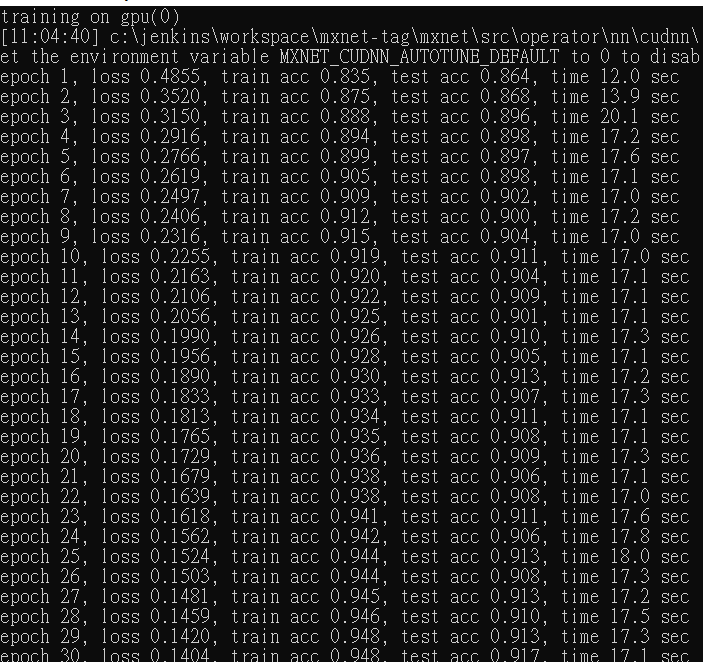 training on gpu(0)
[11:04:40] c:\jenkins\workspace\mxnet-tag\mxnet\src\operator\nn\cudnn\
et the environment variable MXNET_CUDNN_AUTOTUNE_DEFAULT to 0 to disab
epoch 1, loss 0.4855, train acc 0.835, test acc 0.864, time 12.0 sec
epoch 2, loss 0.3520, train acc 0.875, test acc 0.868, time 13.9 sec
epoch 3, loss 0.3150, train acc 0.888, test acc 0.896, time 20.1 sec
epoch 4, loss 0.2916, train acc 0.894, test acc 0.898, time 17.2 sec
epoch 5, loss 0.2766, train acc 0.899, test acc 0.897, time 17.6 sec
epoch 6, loss 0.2619, train acc 0.905, test acc 0.898, time 17.1 sec
epoch 7, loss 0.2497, train acc 0.909, test acc 0.902, time 17.0 sec
epoch 8, loss 0.2406, train acc 0.912, test acc 0.900, time 17.2 sec
epoch 9, loss 0.2316, train acc 0.915, test acc 0.904, time 17.0 sec
epoch 10, loss 0.2255, train acc 0.919, test acc 0.911, time 17.0 sec
epoch 11, loss 0.2163, train acc 0.920, test acc 0.904, time 17.1 sec
epoch 12, loss 0.2106, train acc 0.922, test acc 0.909, time 17.1 sec
epoch 13, loss 0.2056, train acc 0.925, test acc 0.901, time 17.1 sec
epoch 14, loss 0.1990, train acc 0.926, test acc 0.910, time 17.3 sec
epoch 15, loss 0.1956, train acc 0.928, test acc 0.905, time 17.1 sec
epoch 16, loss 0.1890, train acc 0.930, test acc 0.913, time 17.2 sec
epoch 17, loss 0.1833, train acc 0.933, test acc 0.907, time 17.3 sec
epoch 18, loss 0.1813, train acc 0.934, test acc 0.911, time 17.1 sec
epoch 19, loss 0.1765, train acc 0.935, test acc 0.908, time 17.1 sec
epoch 20, loss 0.1729, train acc 0.936, test acc 0.909, time 17.3 sec
epoch 21, loss 0.1679, train acc 0.938, test acc 0.906, time 17.1 sec
epoch 22, loss 0.1639, train acc 0.938, test acc 0.908, time 17.0 sec
epoch 23, loss 0.1618, train acc 0.941, test acc 0.911, time 17.6 sec
epoch 24, loss 0.1562, train acc 0.942, test acc 0.906, time 17.8 sec
epoch 25, loss 0.1524, train acc 0.944, test acc 0.913, time 18.0 sec
epoch 26, loss 0.1503, train acc 0.944, test acc 0.908, time 17.3 sec
epoch 27, loss 0.1481, train acc 0.945, test acc 0.913, time 17.2 sec
epoch 28, loss 0.1459, train acc 0.946, test acc 0.910, time 17.5 sec
epoch 29, loss 0.1420, train acc 0.948, test acc 0.913, time 17.3 sec
epoch 30, loss 0.1404, train acc 0.948, test acc 0.917, time 17.1 sec